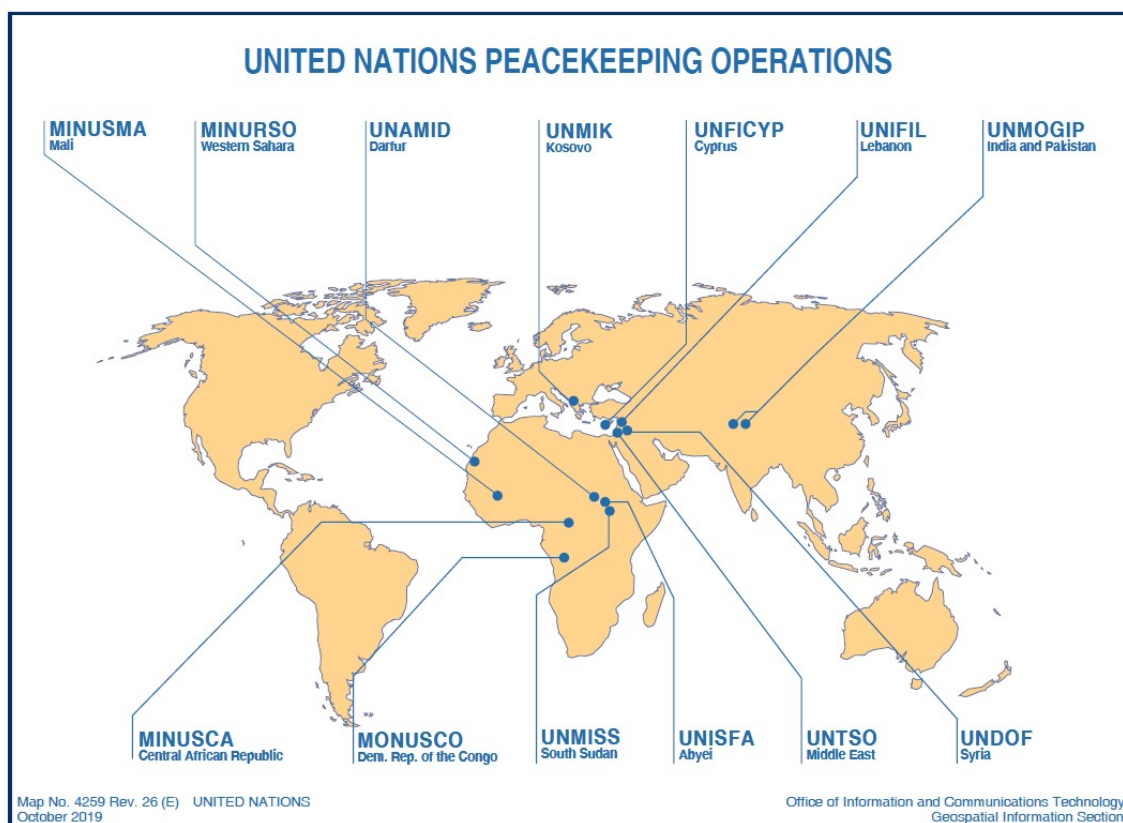 UNITED NATIONS PEACEKEEPING OPERATIONS
MINUSMA
Mali
MINURSO
Western Sahara
UNAMID
Darfur
UNMIK
Kosovo
UNFICYP
Cyprus
UNIFIL
Lebanon
UNMOGIP
India and Pakistan
MINUSCA
Central African Republic
MONUSCO
Dem. Rep. of the Congo
UNMISS
South Sudan
UNISFA
Abyei
UNTSO
Middle East
UNDOF
Syria
Map No. 4259 Rev. 26 (E) UNITED NATIONS
October 2019
Office of Information and Communications Technology
Geospatial Information Section